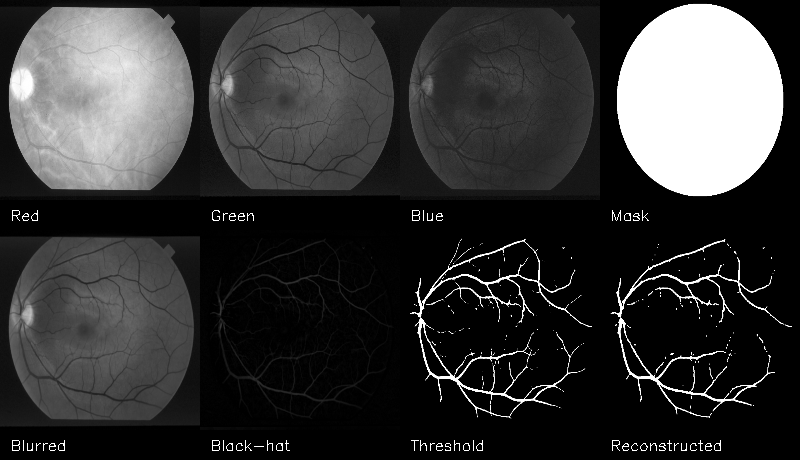 Red
Green
Blue
Mask
Blurred
Black-hat
Threshold
Reconstructed